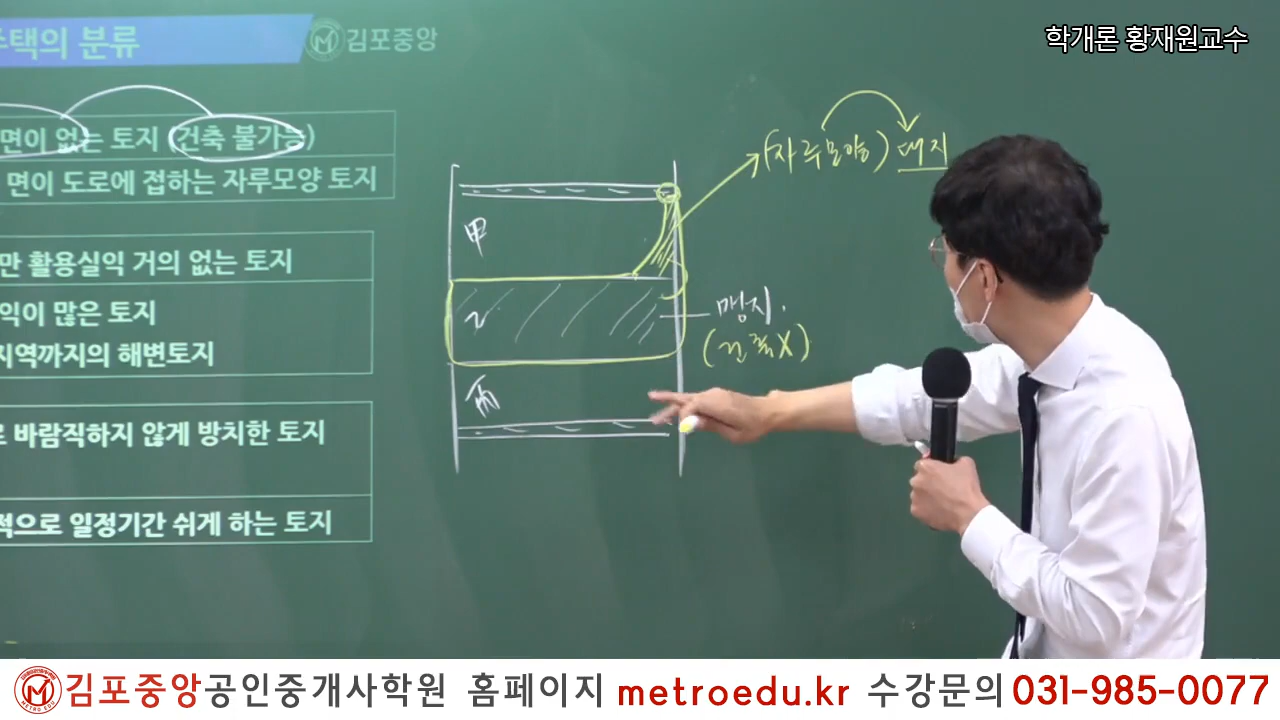 주택의 분류
김포중앙
학개론 황재원교수
면이 없는 토지 (건축 불가능)
면이 도로에 접하는 자루모양 토지
만 활용실익 거의 없는 토지
익이 많은 토지
지역까지의 해변토지
로 바람직하지 않게 방치한 토지
적으로 일정기간 쉬게 하는 토지
(자루모양) 대지
甲
乙
맹지.
(건축X)
丙
METRO EDU
김포중앙공인중개사학원 홈페이지 metroedu.kr 수강문의 031-985-0077